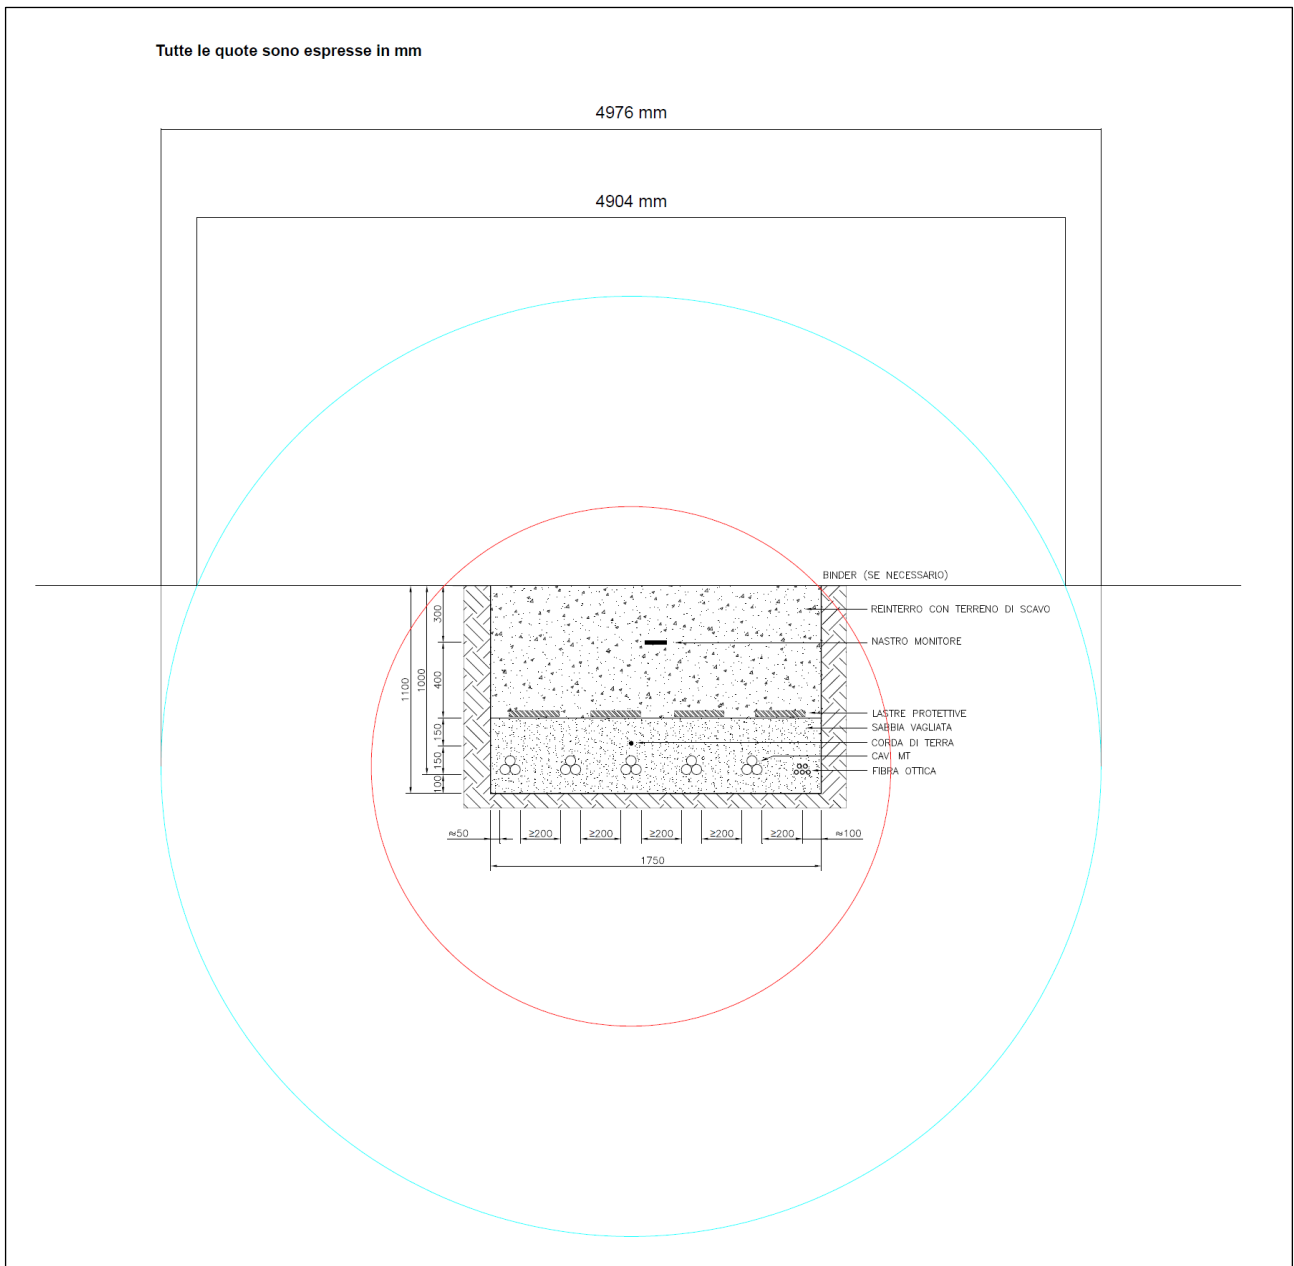 Tutte le quote sono espresse in mm
4976 mm
4904 mm
BINDER (SE NECESSARIO)
REINTERRO CON TERRENO DI SCAVO
300
NASTRO MONITORE
1100
1000
400
LASTRE PROTETTIVE
SABBIA VAGLIATA
150
CORDA DI TERRA
CAVI MT
150
FIBRA OTTICA
100
≈50 ≥200 ≥200 ≥200 ≥200 ≥200 ≈100
1750